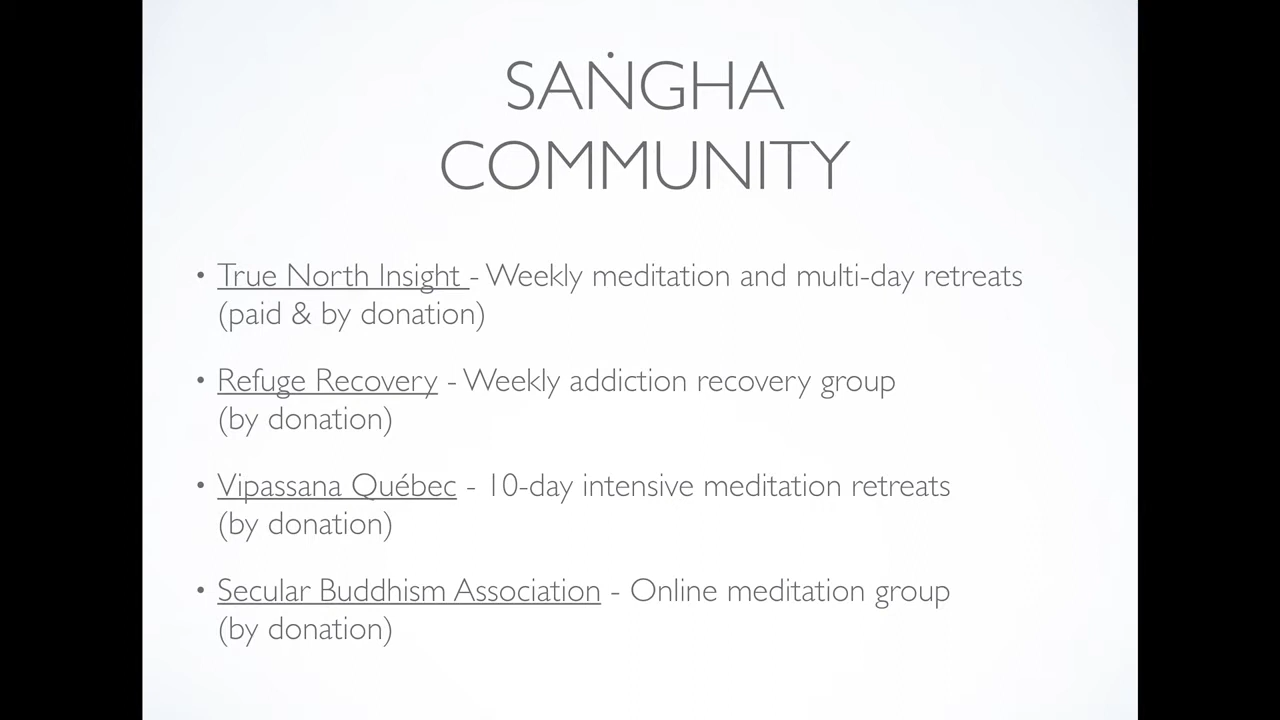 SAṄGHA
COMMUNITY
• True North Insight - Weekly meditation and multi-day retreats
(paid & by donation)
• Refuge Recovery - Weekly addiction recovery group
(by donation)
• Vipassana Québec - 10-day intensive meditation retreats
(by donation)
• Secular Buddhism Association - Online meditation group
(by donation)